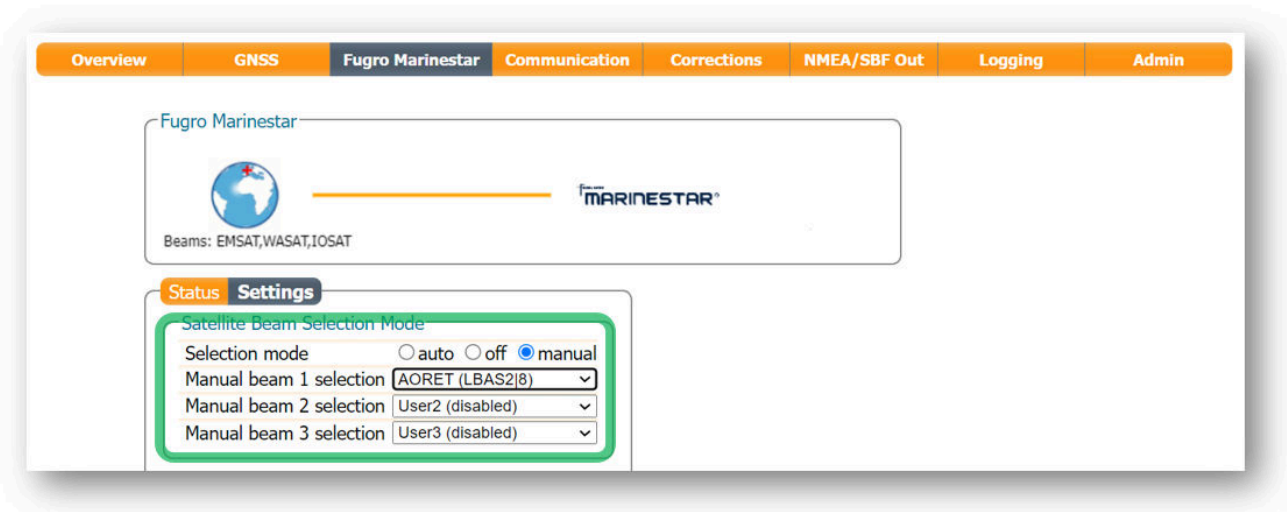 Overview GNSS Fugro Marinestar Communication Corrections NMEA/SBF Out Logging Admin
Fugro Marinestar
MARINESTAR®
Beams: EMSAT,WASAT,IOSAT
Status Settings
Satellite Beam Selection Mode
Selection mode auto off manual
Manual beam 1 selection AORET (LBAS2|8)
Manual beam 2 selection User2 (disabled)
Manual beam 3 selection User3 (disabled)